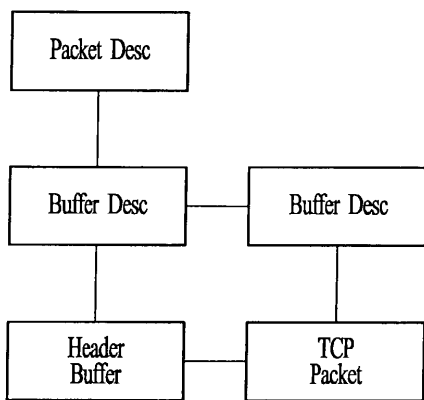 Packet Desc
Buffer Desc
Buffer Desc
Header
Buffer
TCP
Packet